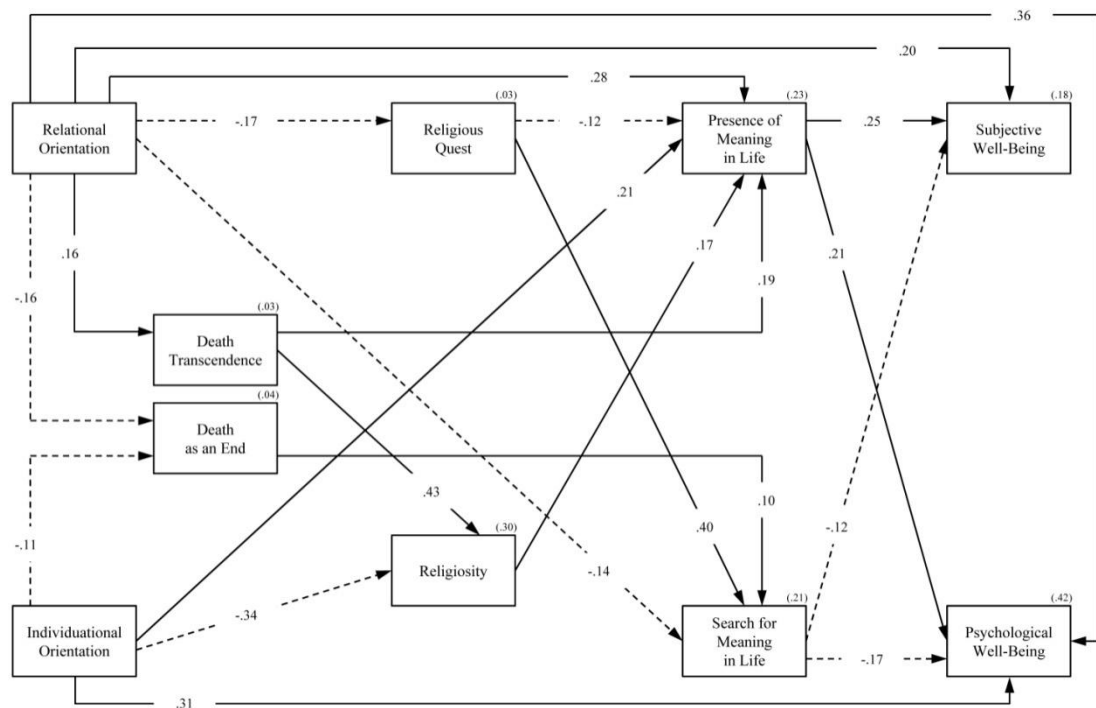 .36
.20
.28
(.03)
(.23)
(.18)
Relational
Orientation
-.17
Religious
Quest
-.12
Presence of
Meaning
in Life
.25
Subjective
Well-Being
.21
.16
.17
.21
-.16
.19
(.03)
Death
Transcendence
(.04)
Death
as an End
.43
.10
-.12
(.30)
.40
-.11
Religiosity
-.14
(.21)
(.42)
-.34
Individuational
Orientation
Search for
Meaning
in Life
-.17
Psychological
Well-Being
.31